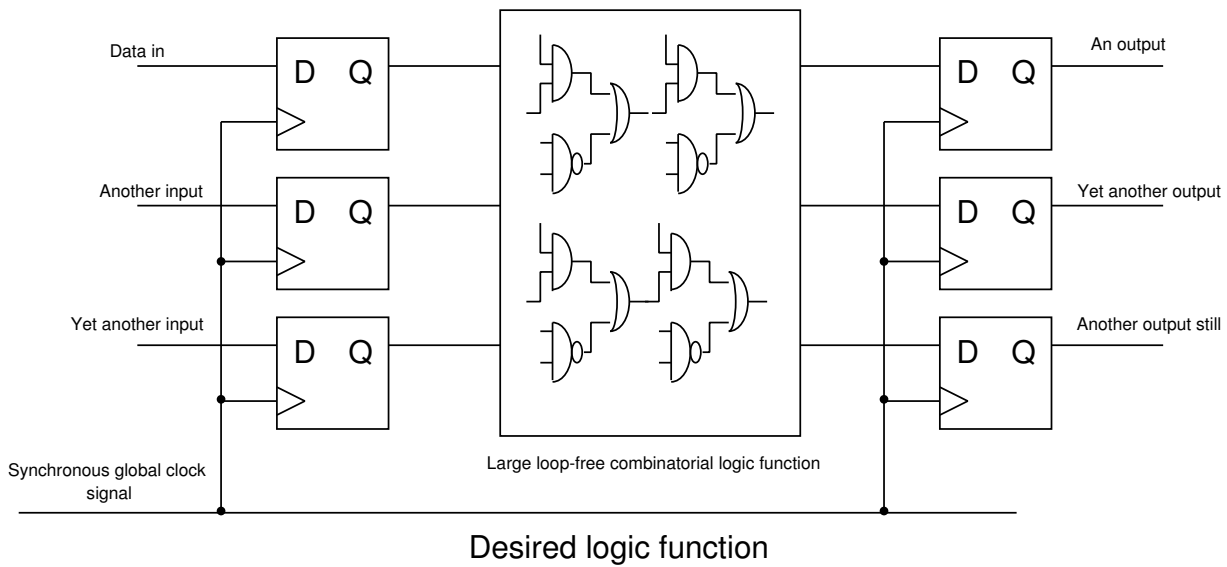 Data in
An output
D Q
D Q
Another input
Yet another output
D Q
D Q
Yet another input
Another output still
D Q
D Q
Large loop-free combinatorial logic function
Synchronous global clock
signal
Desired logic function